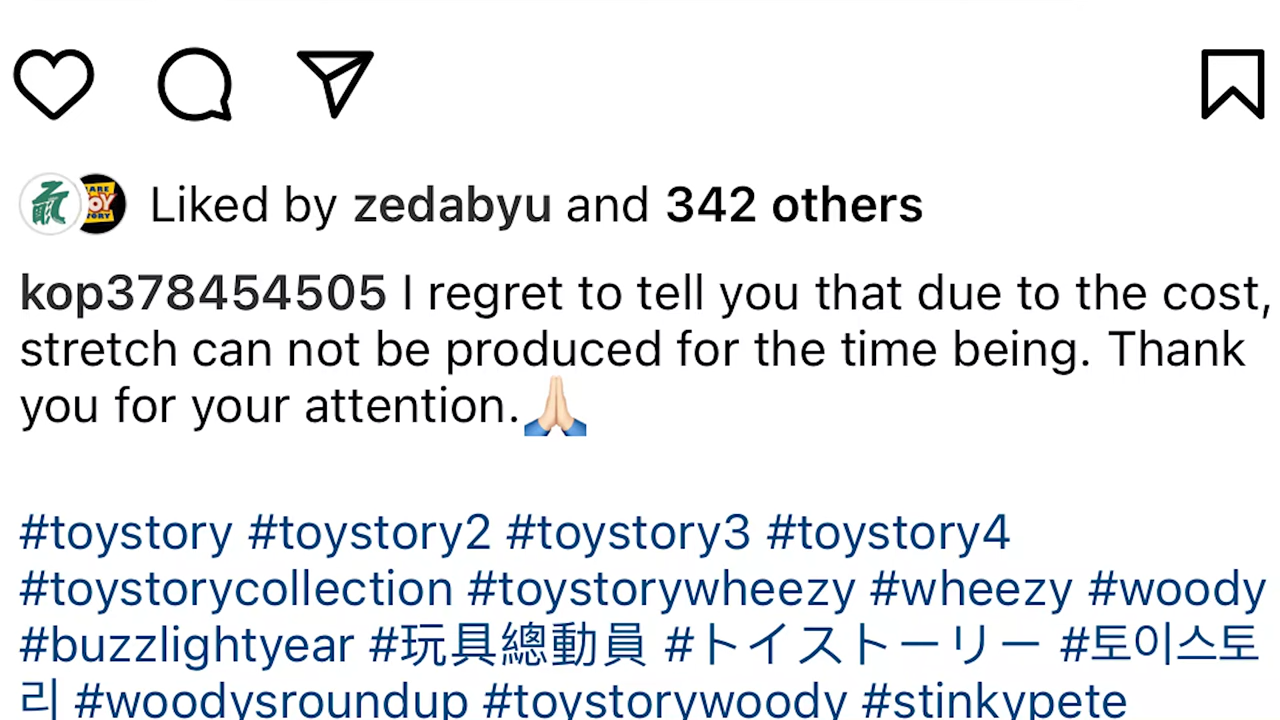 Liked by zedabyu and 342 others
kop378454505 I regret to tell you that due to the cost,
stretch can not be produced for the time being. Thank
you for your attention.🙏🏻
#toystory #toystory2 #toystory3 #toystory4
#toystorycollection #toystorywheezy #wheezy #woody
#buzzlightyear #玩具總動員 #トイストーリー #토이스토
리 #woodysroundup #toystorywoody #stinkypete